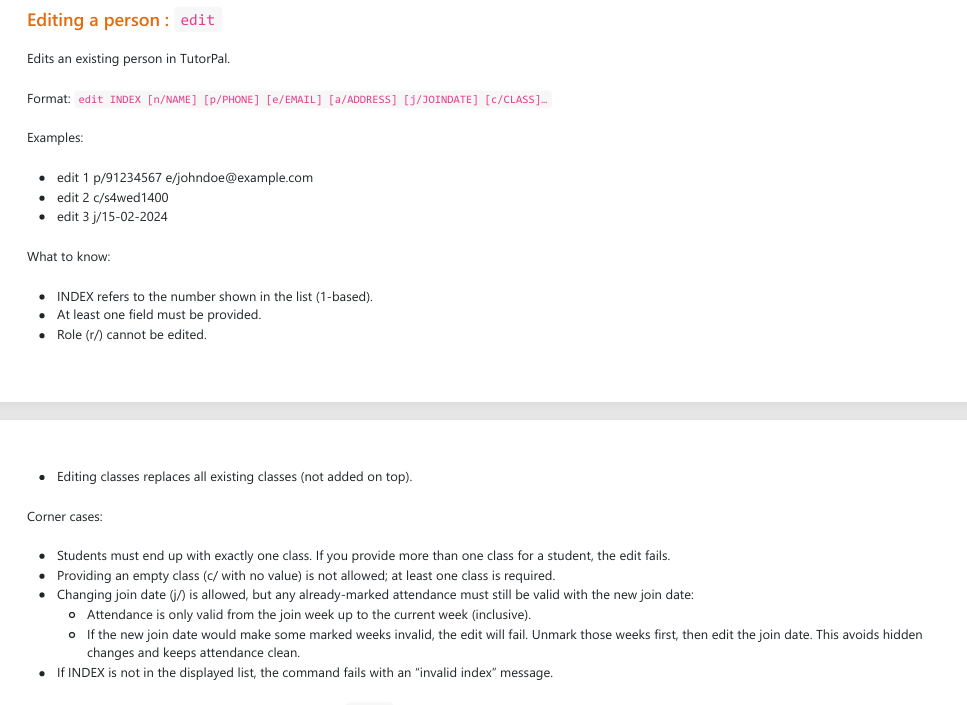 Editing a person : edit
Edits an existing person in TutorPal.
Format: edit INDEX [n/NAME] [p/PHONE] [e/EMAIL] [a/ADDRESS] [j/JOINDATE] [c/CLASS]…
Examples:
• edit 1 p/91234567 e/johndoe@example.com
• edit 2 c/s4wed1400
• edit 3 j/15-02-2024
What to know:
• INDEX refers to the number shown in the list (1-based).
• At least one field must be provided.
• Role (r/) cannot be edited.
• Editing classes replaces all existing classes (not added on top).
Corner cases:
• Students must end up with exactly one class. If you provide more than one class for a student, the edit fails.
• Providing an empty class (c/ with no value) is not allowed; at least one class is required.
• Changing join date (j/) is allowed, but any already-marked attendance must still be valid with the new join date:
◦ Attendance is only valid from the join week up to the current week (inclusive).
◦ If the new join date would make some marked weeks invalid, the edit will fail. Unmark those weeks first, then edit the join date. This avoids hidden
changes and keeps attendance clean.
• If INDEX is not in the displayed list, the command fails with an “invalid index” message.